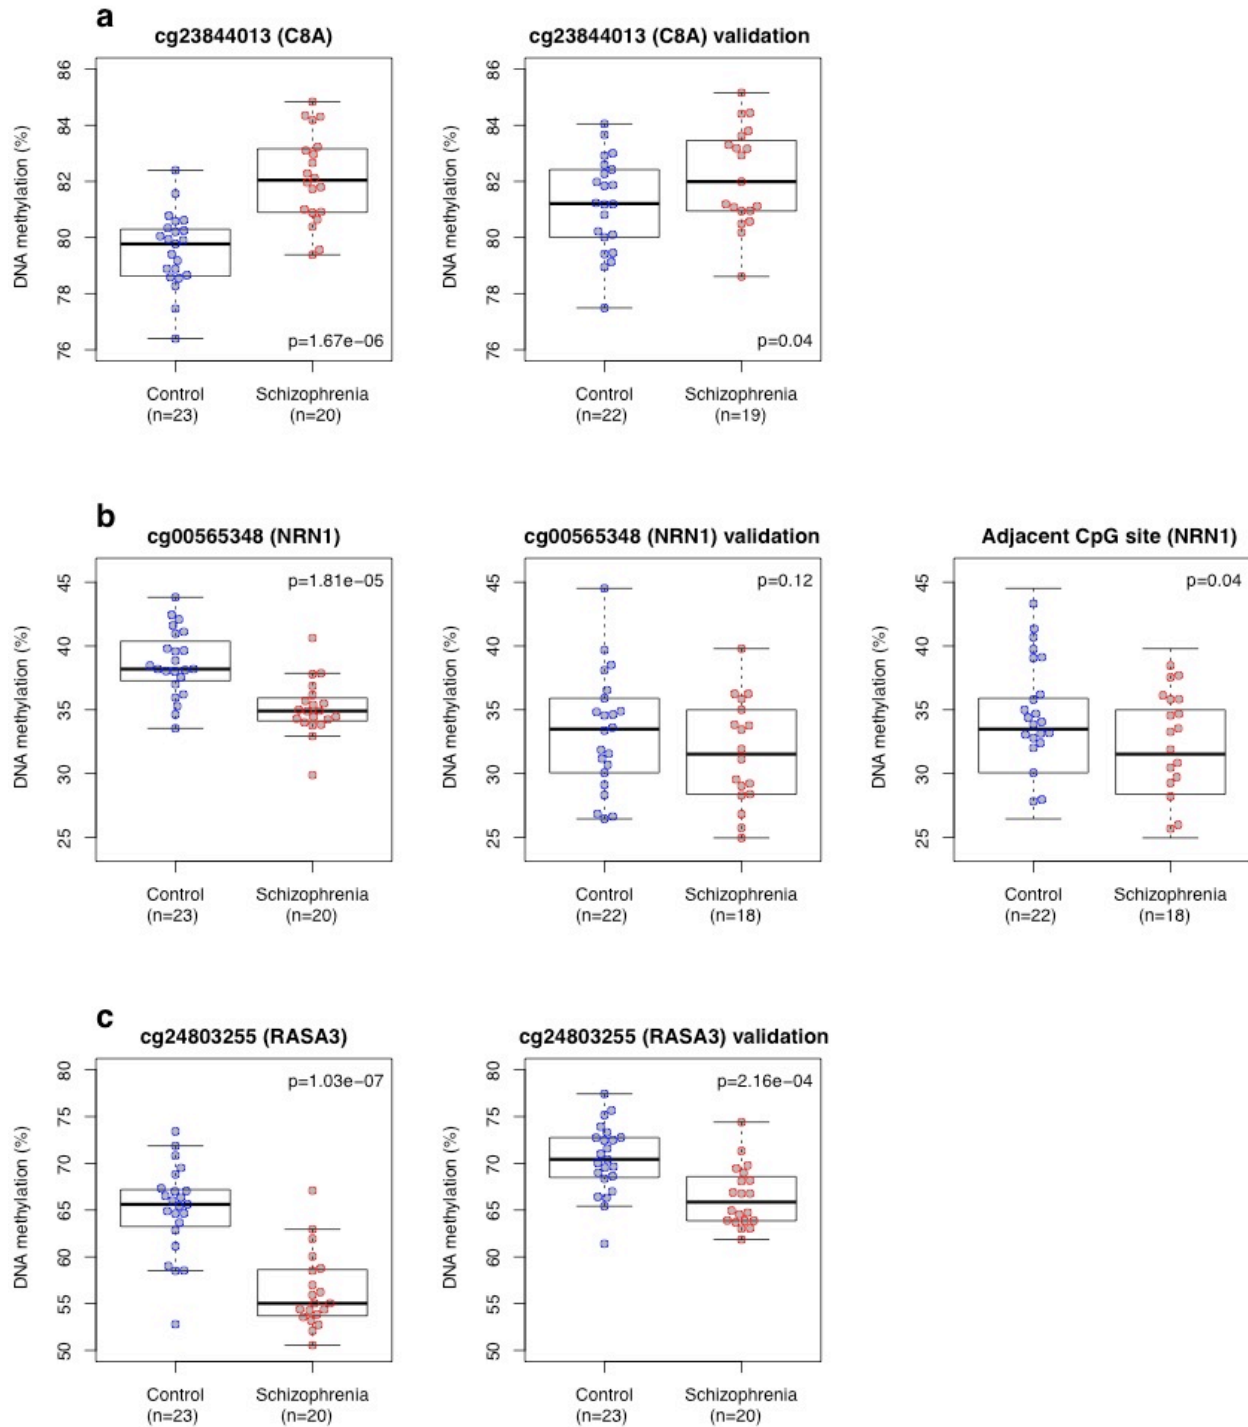 a
cg23844013 (C8A)
cg23844013 (C8A) validation
DNA methylation (%)
86
84
82
80
78
76
p=1.67e−06
Control
(n=23)
Schizophrenia
(n=20)
DNA methylation (%)
86
84
82
80
78
76
p=0.04
Control
(n=22)
Schizophrenia
(n=19)
b
cg00565348 (NRN1)
cg00565348 (NRN1) validation
Adjacent CpG site (NRN1)
DNA methylation (%)
45
40
35
30
25
p=1.81e−05
Control
(n=23)
Schizophrenia
(n=20)
DNA methylation (%)
45
40
35
30
25
p=0.12
Control
(n=22)
Schizophrenia
(n=18)
DNA methylation (%)
45
40
35
30
25
p=0.04
Control
(n=22)
Schizophrenia
(n=18)
c
cg24803255 (RASA3)
cg24803255 (RASA3) validation
DNA methylation (%)
80
75
70
65
60
55
50
p=1.03e−07
Control
(n=23)
Schizophrenia
(n=20)
DNA methylation (%)
80
75
70
65
60
55
50
p=2.16e−04
Control
(n=23)
Schizophrenia
(n=20)